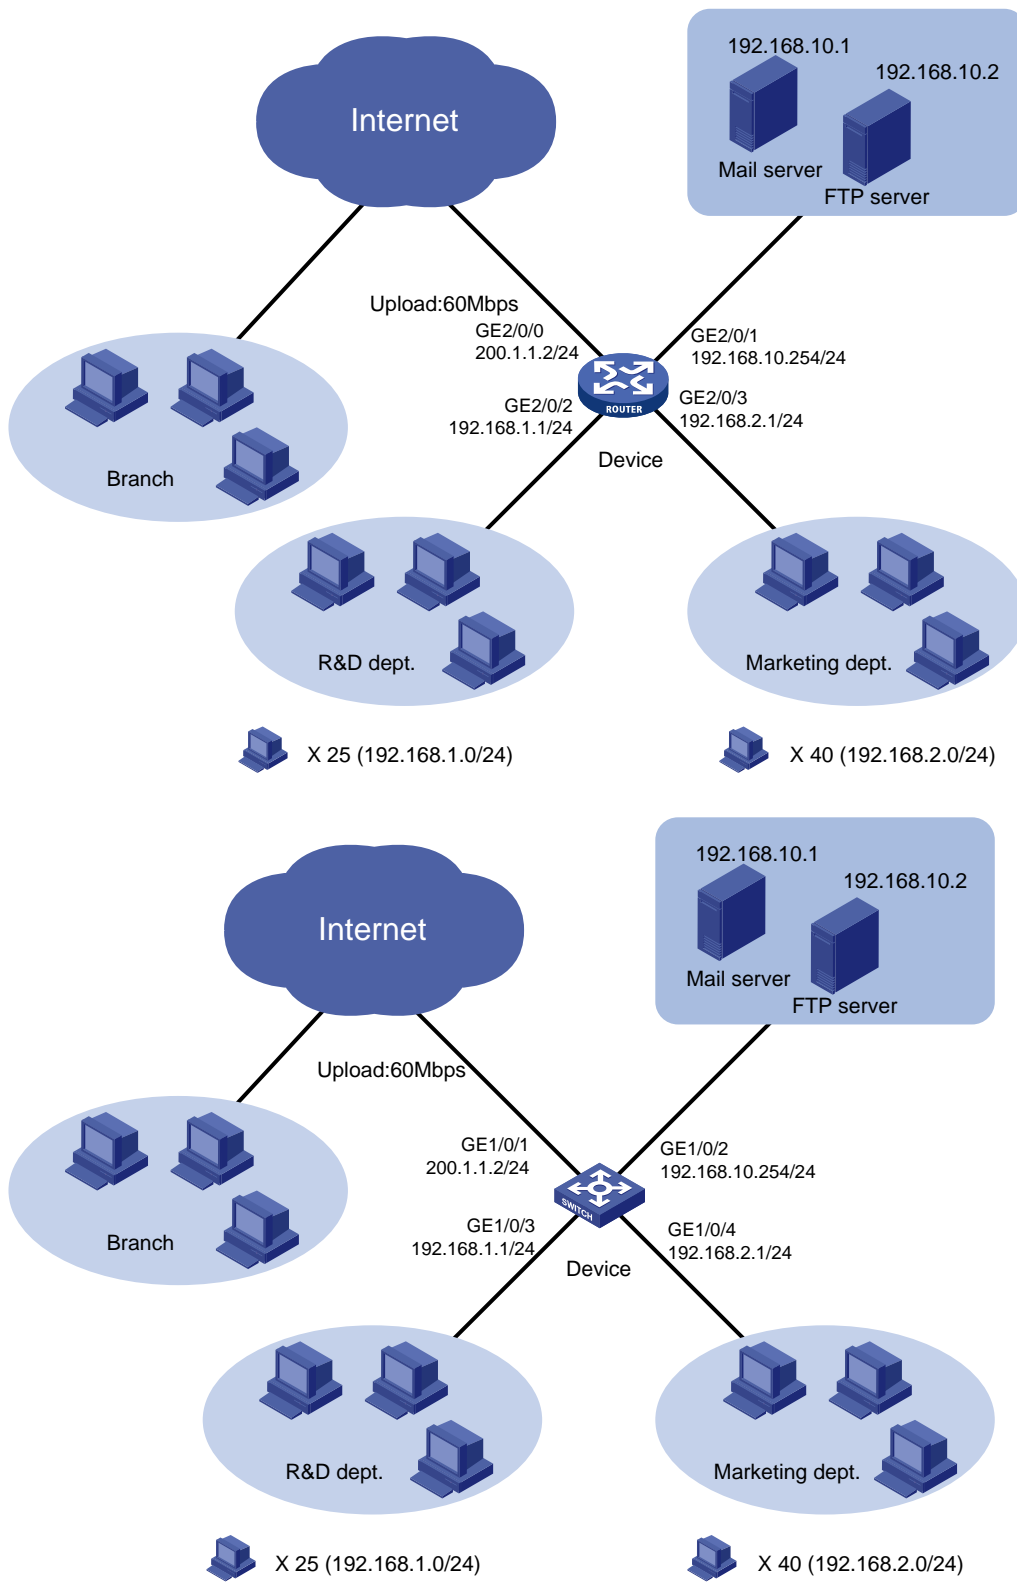 192.168.10.1
192.168.10.2
Internet
Mail server
FTP server
Upload:60Mbps
GE2/0/0
200.1.1.2/24
GE2/0/1
192.168.10.254/24
ROUTER
GE2/0/2
192.168.1.1/24
GE2/0/3
192.168.2.1/24
Device
Branch
R&D dept.
Marketing dept.
X 25 (192.168.1.0/24)
X 40 (192.168.2.0/24)
192.168.10.1
192.168.10.2
Internet
Mail server
FTP server
Upload:60Mbps
GE1/0/1
200.1.1.2/24
GE1/0/2
192.168.10.254/24
SWITCH
GE1/0/3
192.168.1.1/24
GE1/0/4
192.168.2.1/24
Device
Branch
R&D dept.
Marketing dept.
X 25 (192.168.1.0/24)
X 40 (192.168.2.0/24)